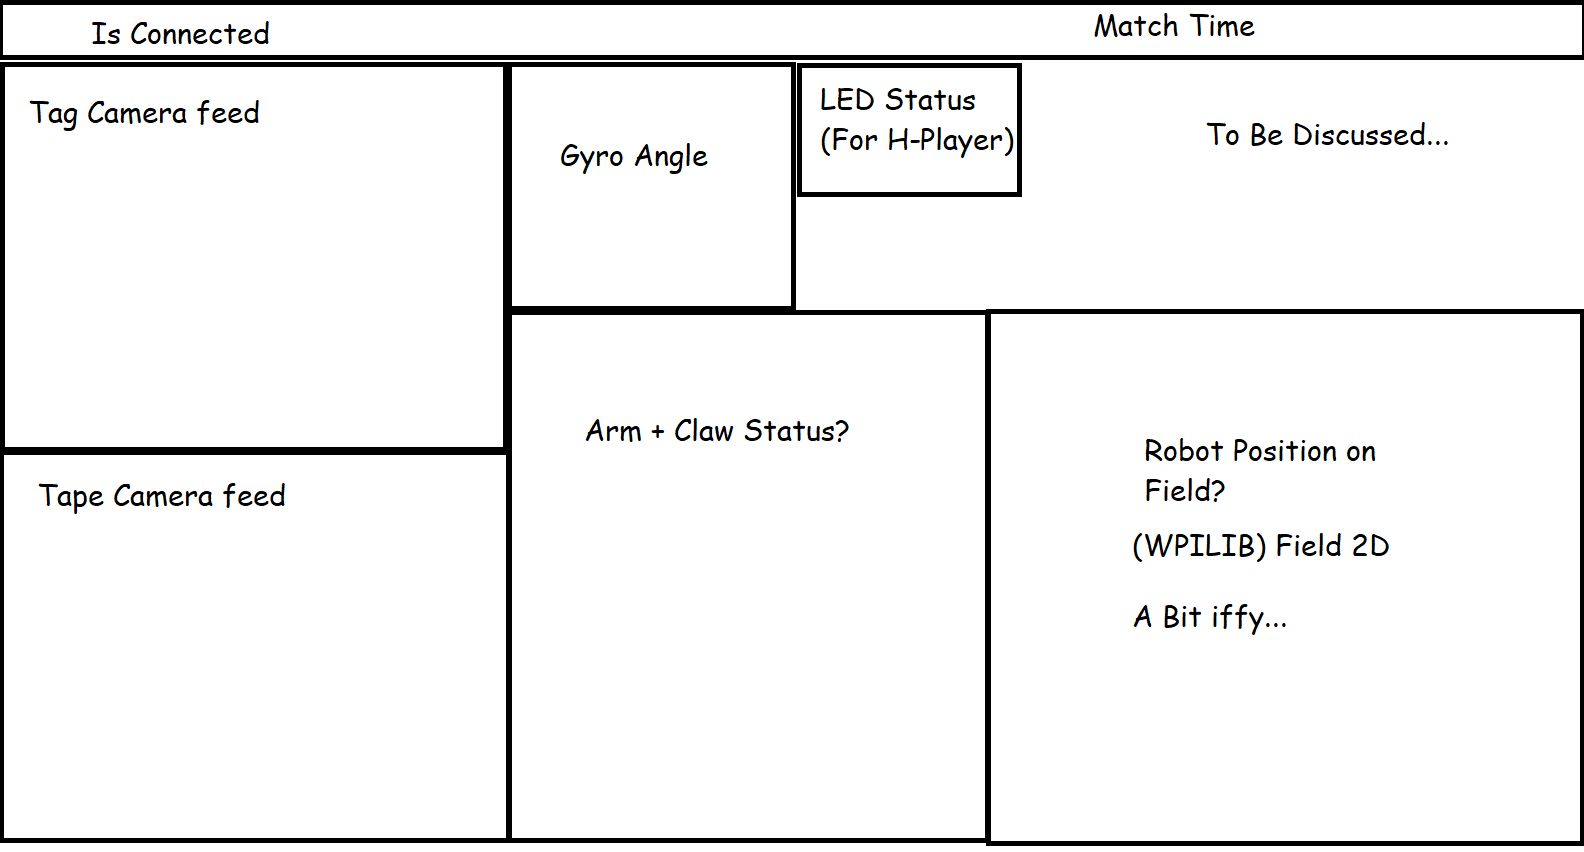 Is Connected
Match Time
Tag Camera feed
Gyro Angle
LED Status
(For H-Player)
To Be Discussed...
Arm + Claw Status?
Robot Position on
Field?
(WPILIB) Field 2D
A Bit iffy...
Tape Camera feed